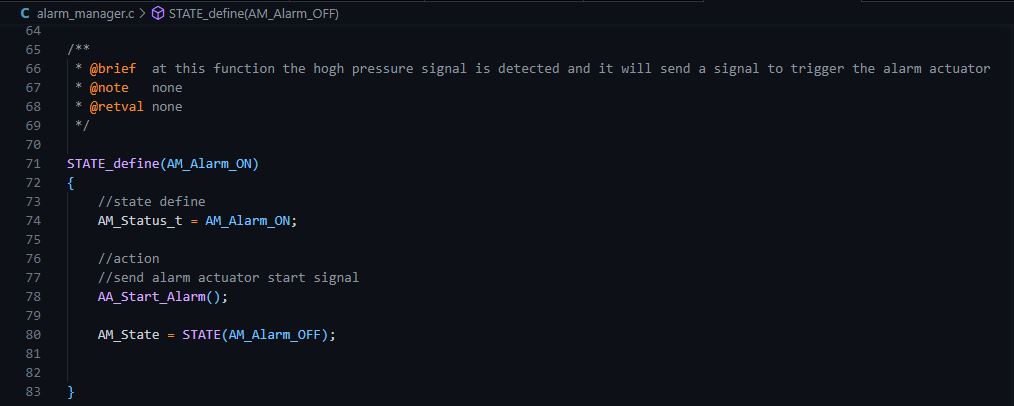 C alarm_manager.c > STATE_define(AM_Alarm_OFF)
64
65 /**
66 * @brief at this function the hogh pressure signal is detected and it will send a signal to trigger the alarm actuator
67 * @note none
68 * @retval none
69 */
70
71 STATE_define(AM_Alarm_ON)
72 {
73 //state define
74 AM_Status_t = AM_Alarm_ON;
75
76 //action
77 //send alarm actuator start signal
78 AA_Start_Alarm();
79
80 AM_State = STATE(AM_Alarm_OFF);
81
82
83 }